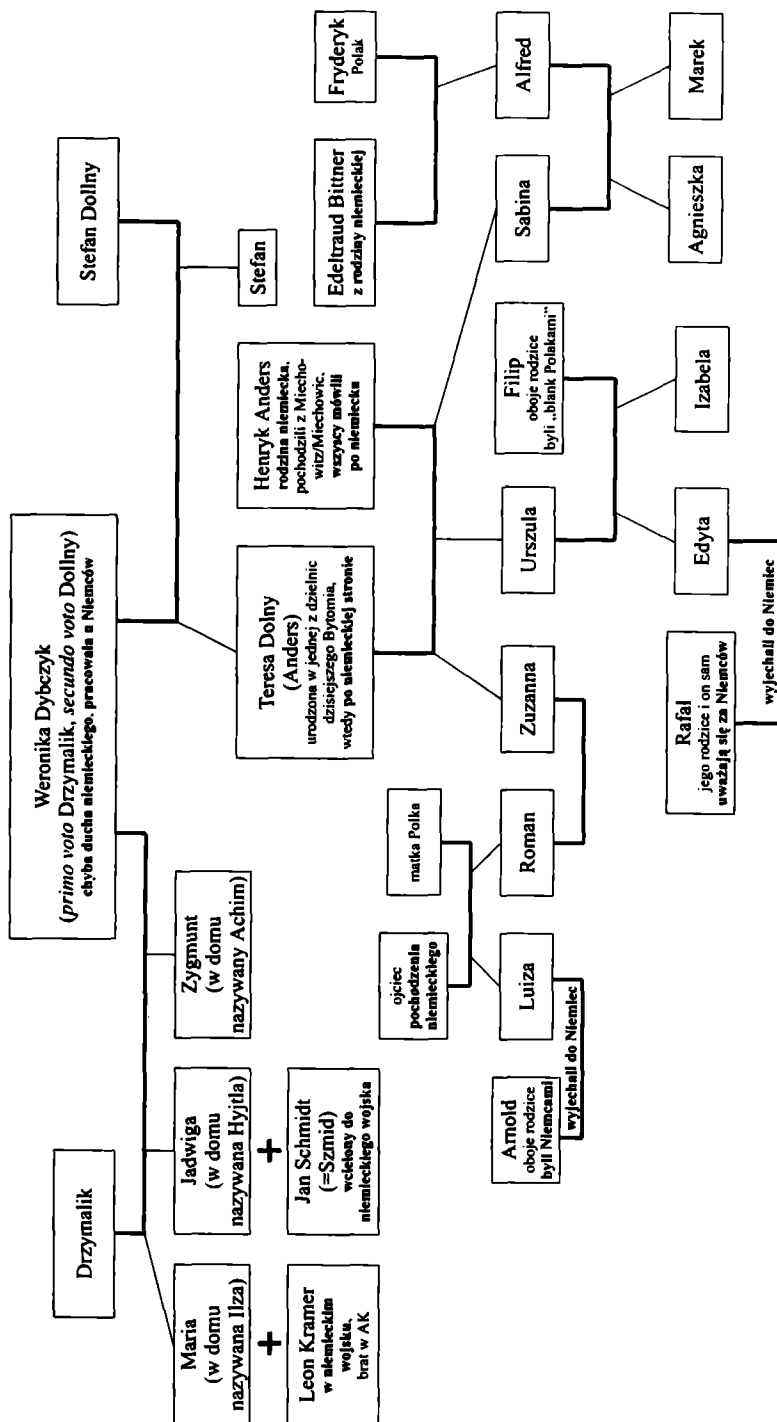 Weronika Dybczyk
(primo voto Drzymalik, secundo voto Dollny)
chyba ducha niemieckiego, pracowała u Niemców
Drzymalik
Stefan Dollny
Maria
(w domu
nazywana Ilza)
+
Leon Kramer
w niemieckim
wojsku,
brat w AK
Jadwiga
(w domu
nazywana Hyjtla)
+
Jan Schmidt
(=Szmid)
wcielony do
niemieckiego wojska
Zygmunt
(w domu
nazywany Achim)
Teresa Dolny
(Anders)
urodzona w jednej z dzielnic
dzisiejszego Bytomia,
wtedy po niemieckiej stronie
Henryk Anders
rodzina niemiecka,
pochodzili z Miecho-
witz/Miechowic,
wszyscy mówili
po niemiecku
Stefan
Edeltraud Bittner
z rodziny niemieckiej
Fryderyk
Polak
ojciec
pochodzenia
niemieckiego
matka Polka
Arnold
oboje rodzice
byli Niemcami
wyjechali do Niemiec
Luiza
Roman
Zuzanna
Urszula
Filip
oboje rodzice
byli „blank Polakami”
Sabina
Alfred
Rafał
jego rodzice i on sam
uważają się za Niemców
wyjechali do Niemiec
Edyta
Izabela
Agnieszka
Marek